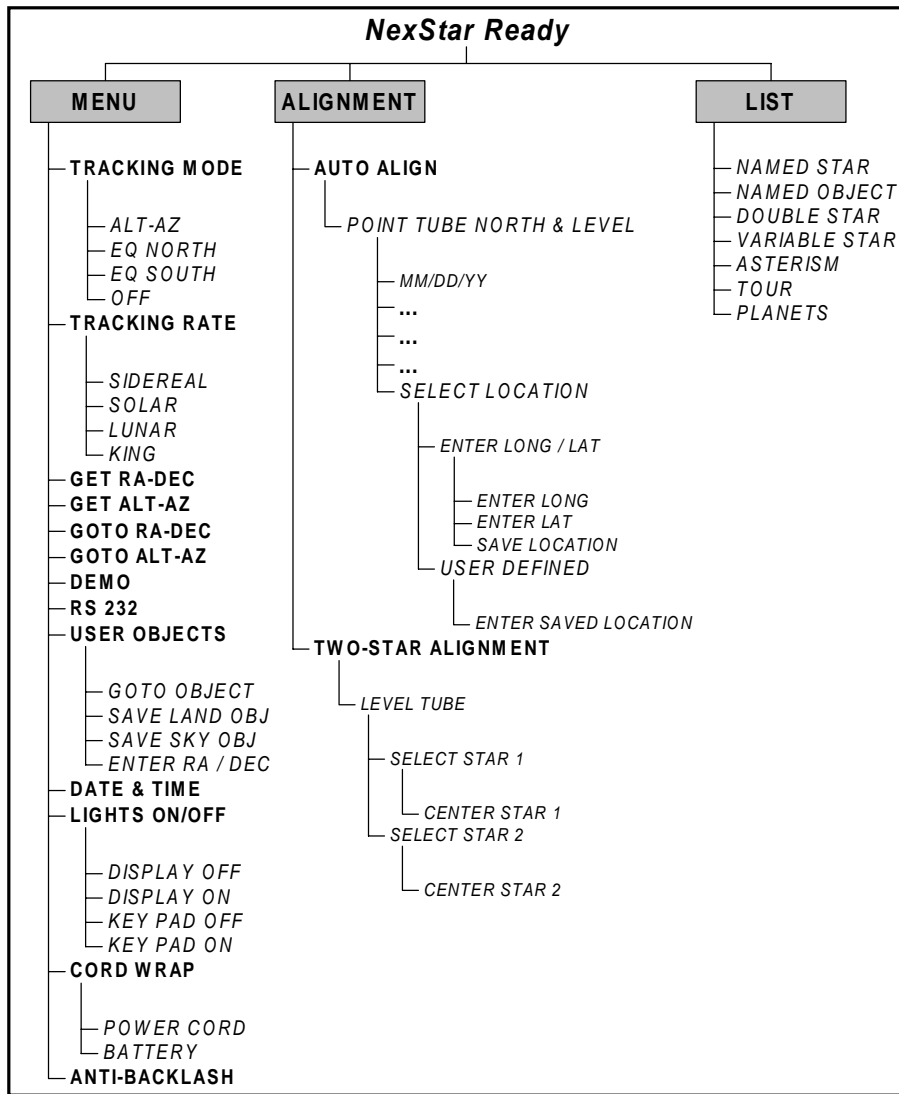 NexStar Ready
MENU
TRACKING MODE
ALT-AZ
EQ NORTH
EQ SOUTH
OFF
TRACKING RATE
SIDEREAL
SOLAR
LUNAR
KING
GET RA-DEC
GET ALT-AZ
GOTO RA-DEC
GOTO ALT-AZ
DEMO
RS 232
USER OBJECTS
GOTO OBJECT
SAVE LAND OBJ
SAVE SKY OBJ
ENTER RA / DEC
DATE & TIME
LIGHTS ON/OFF
DISPLAY OFF
DISPLAY ON
KEY PAD OFF
KEY PAD ON
CORD WRAP
POWER CORD
BATTERY
ANTI-BACKLASH
ALIGNMENT
AUTO ALIGN
POINT TUBE NORTH & LEVEL
MM/DD/YY
...
...
...
SELECT LOCATION
ENTER LONG / LAT
ENTER LONG
ENTER LAT
SAVE LOCATION
USER DEFINED
ENTER SAVED LOCATION
TWO-STAR ALIGNMENT
LEVEL TUBE
SELECT STAR 1
CENTER STAR 1
SELECT STAR 2
CENTER STAR 2
LIST
NAMED STAR
NAMED OBJECT
DOUBLE STAR
VARIABLE STAR
ASTERISM
TOUR
PLANETS